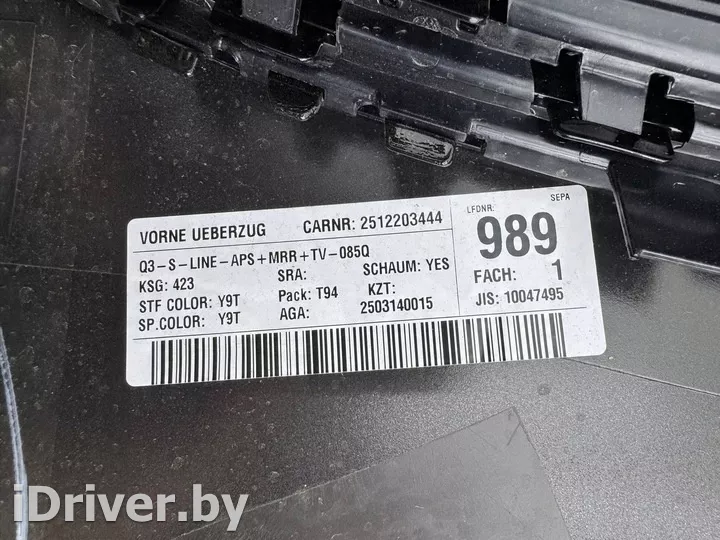 VORNE UEBERZUG CARNR: 2512203444
Q3-S-LINE-APS+MRR+TV-085Q
KSG: 423 SRA: SCHAUM: YES
STF COLOR: Y9T Pack: T94 KZT:
SP.COLOR: Y9T AGA: 2503140015
LFDNR: SEPA
989
FACH: 1
JIS: 10047495
iDriver.by